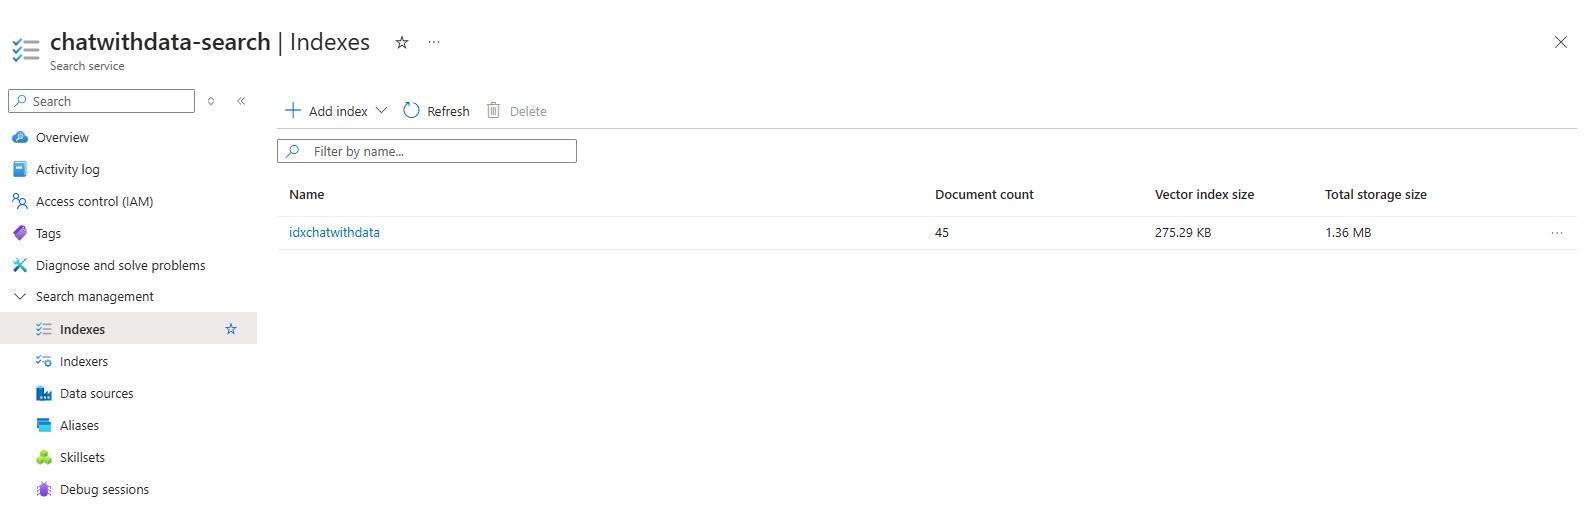 chatwithdata-search | Indexes
Search service
Search
Overview
Activity log
Access control (IAM)
Tags
Diagnose and solve problems
Search management
Indexes
Indexers
Data sources
Aliases
Skillsets
Debug sessions
Add index Refresh Delete
Filter by name...
Name Document count Vector index size Total storage size
idxchatwithdata 45 275.29 KB 1.36 MB